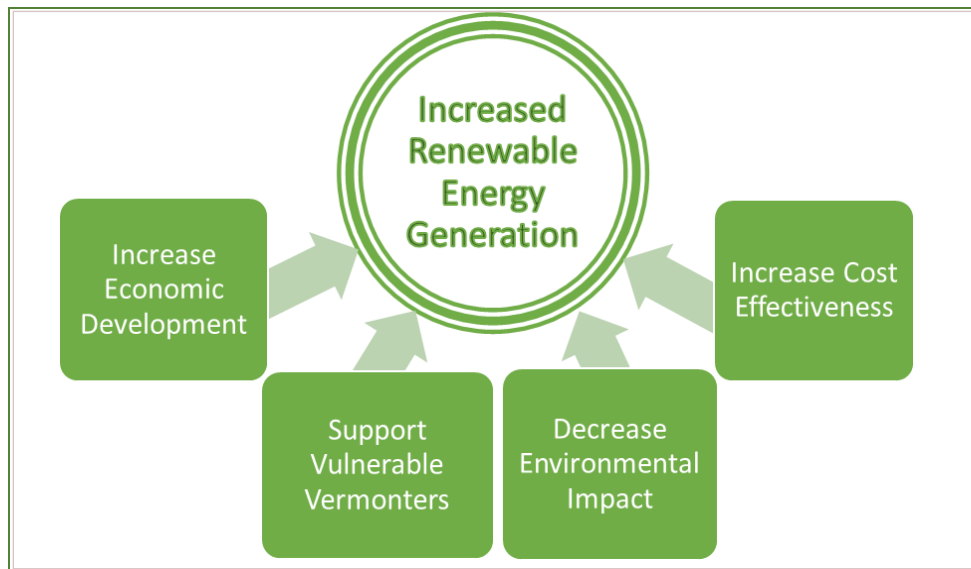 Increased
Renewable
Energy
Generation
Increase
Economic
Development
Support
Vulnerable
Vermonters
Decrease
Environmental
Impact
Increase Cost
Effectiveness